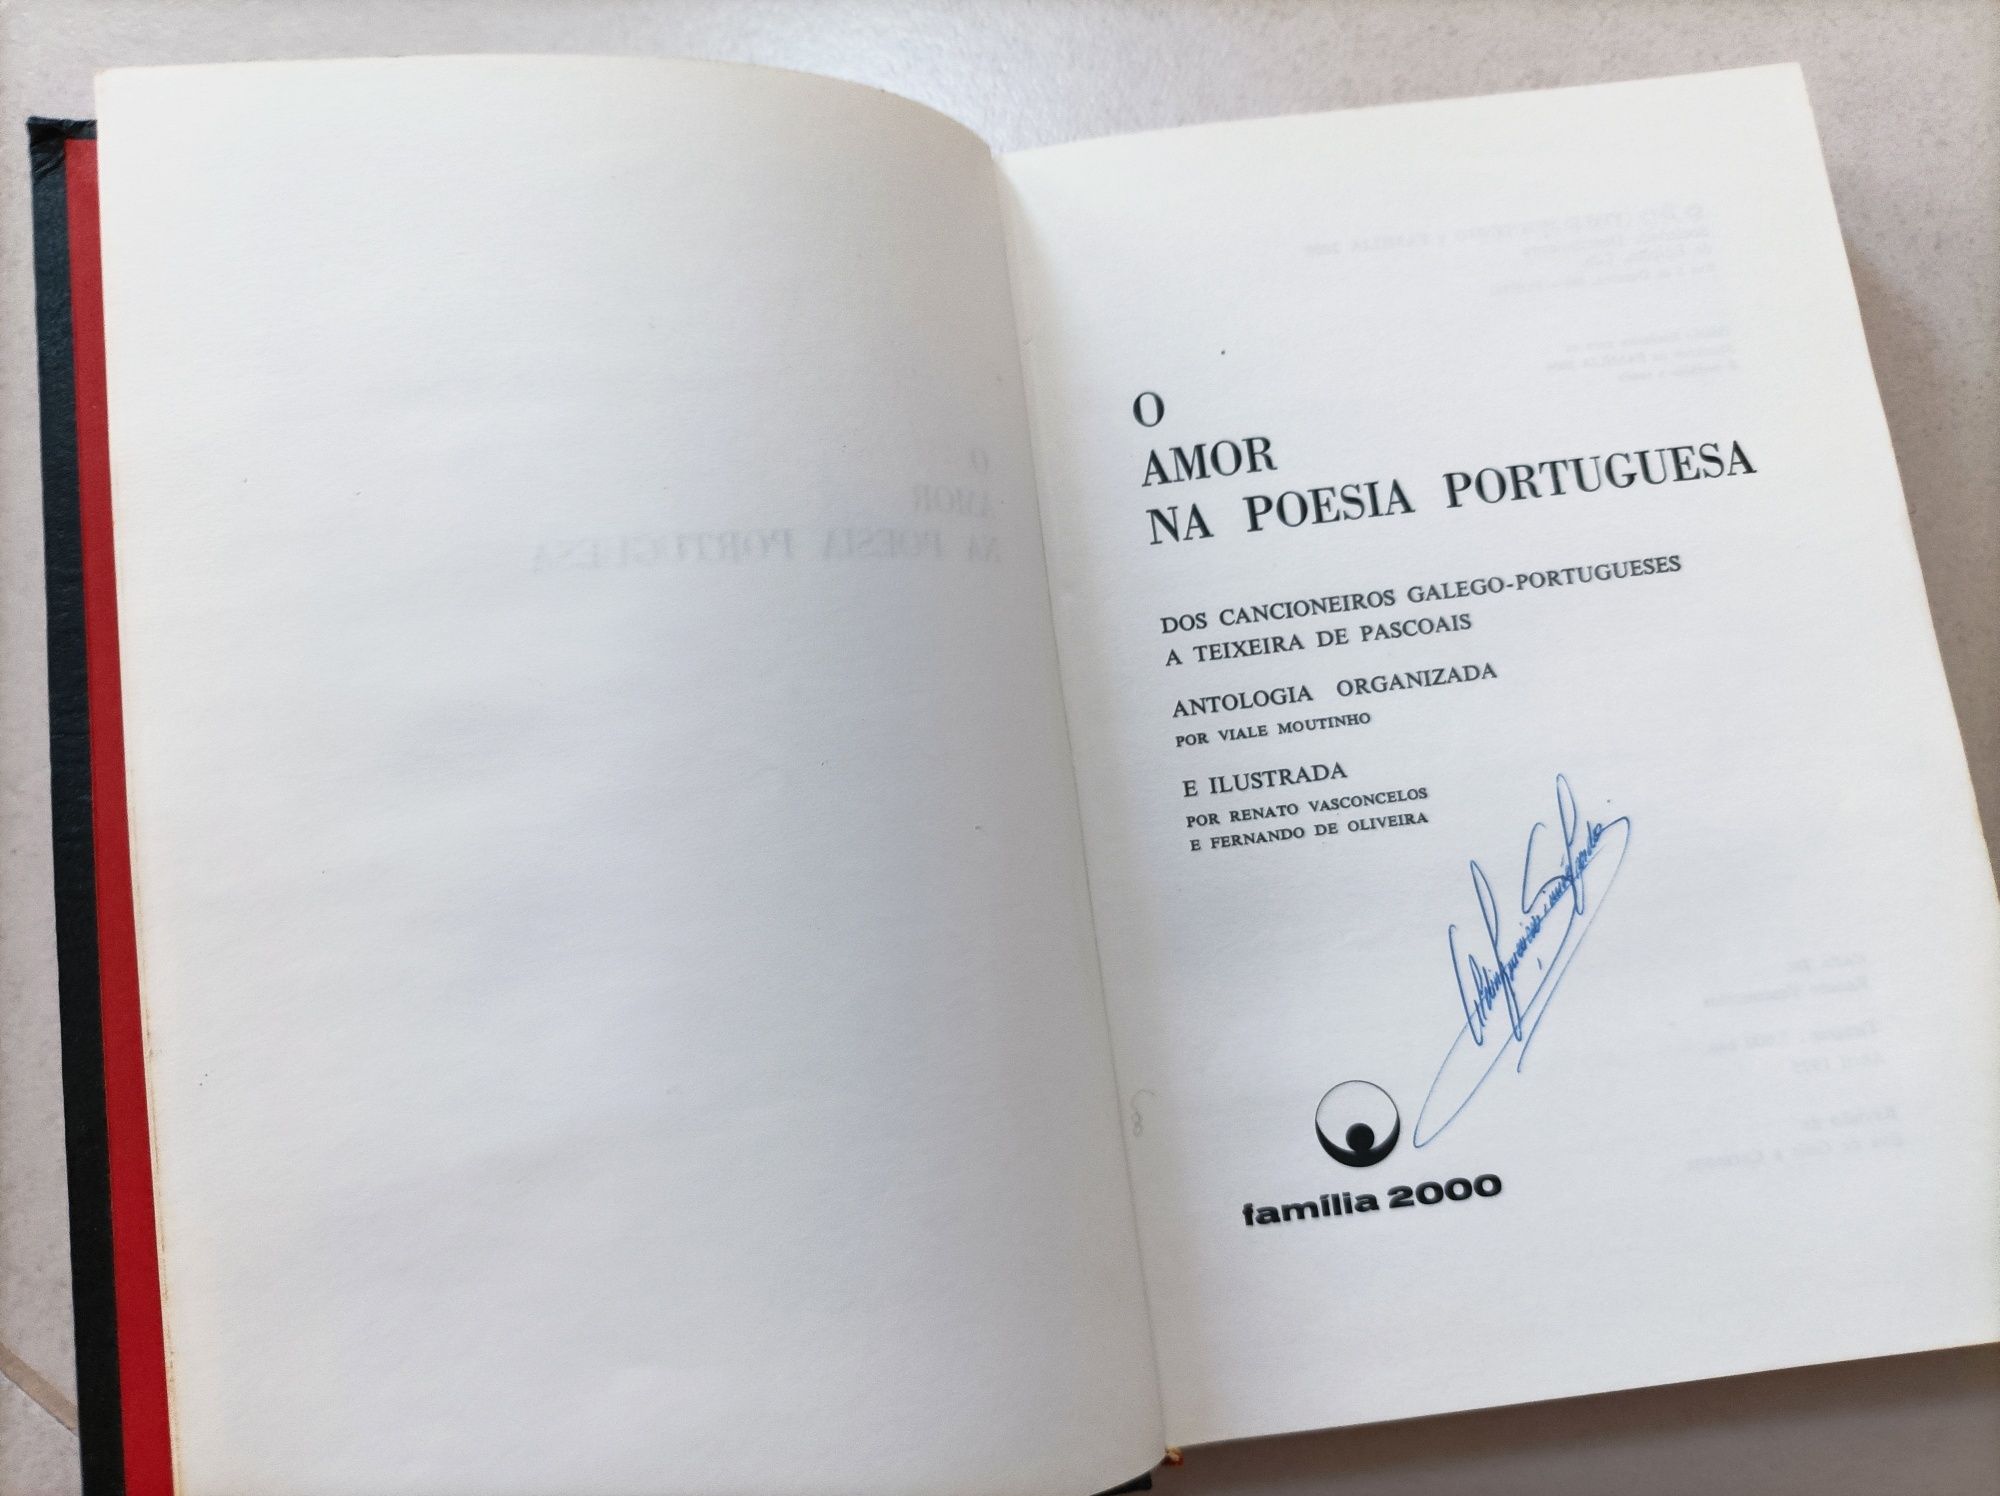 O
AMOR
NA POESIA PORTUGUESA
DOS CANCIONEIROS GALEGO-PORTUGUESES
A TEIXEIRA DE PASCOAIS
ANTOLOGIA ORGANIZADA
POR VIALE MOUTINHO
E ILUSTRADA
POR RENATO VASCONCELOS
E FERNANDO DE OLIVEIRA
família 2000